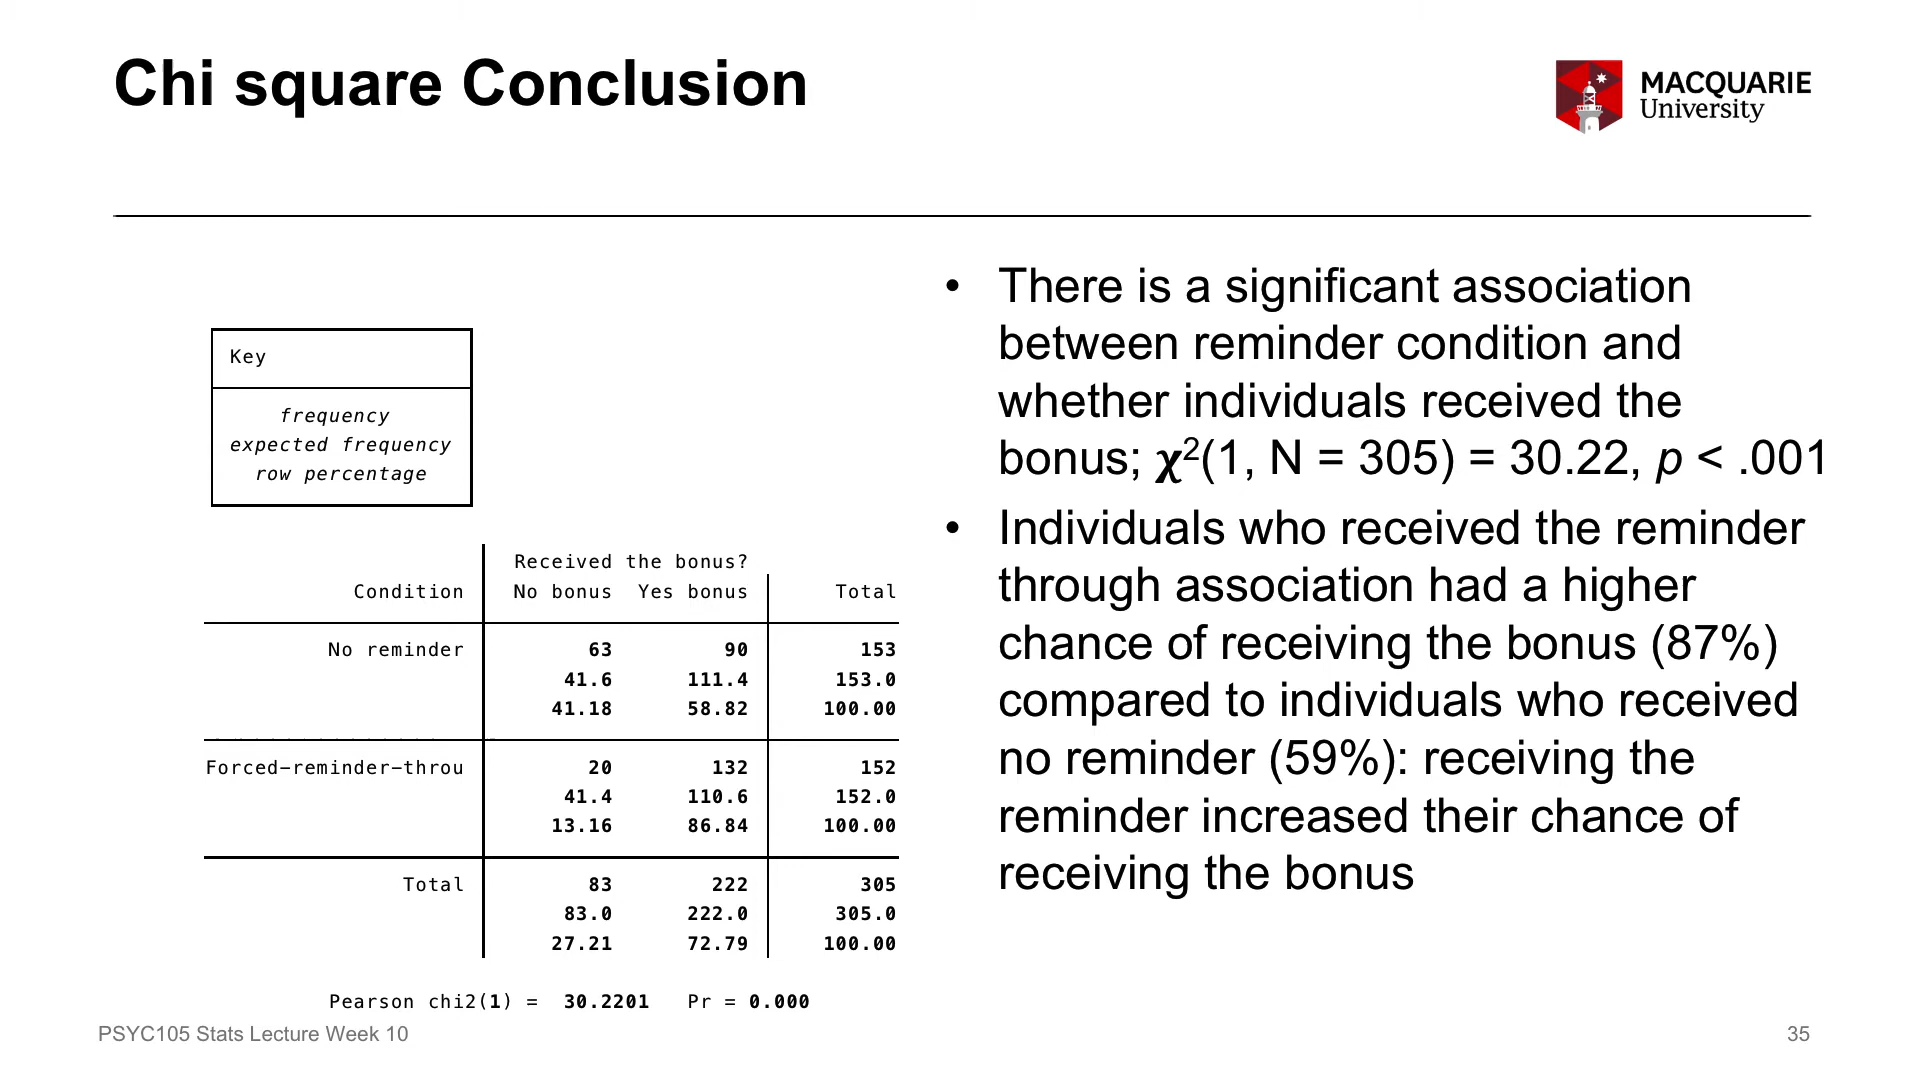 Chi square Conclusion
MACQUARIE
University
Key
frequency
expected frequency
row percentage
Received the bonus?
Condition No bonus Yes bonus Total
No reminder 63 90 153
41.6 111.4 153.0
41.18 58.82 100.00
Forced-reminder-throu 20 132 152
41.4 110.6 152.0
13.16 86.84 100.00
Total 83 222 305
83.0 222.0 305.0
27.21 72.79 100.00
Pearson chi2(1) = 30.2201 Pr = 0.000
• There is a significant association
between reminder condition and
whether individuals received the
bonus; χ²(1, N = 305) = 30.22, p < .001
• Individuals who received the reminder
through association had a higher
chance of receiving the bonus (87%)
compared to individuals who received
no reminder (59%): receiving the
reminder increased their chance of
receiving the bonus
PSYC105 Stats Lecture Week 10
35